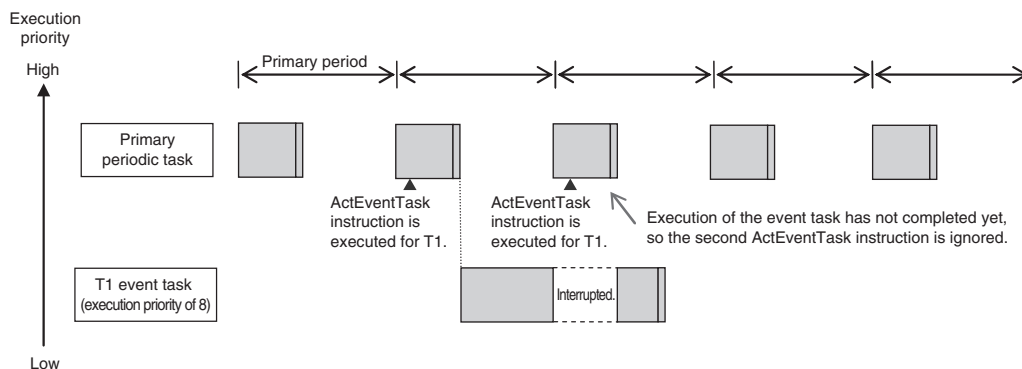 Execution
priority
High
Primary period
Primary
periodic task
ActEventTask
instruction is
executed for T1.
ActEventTask
instruction is
executed for T1.
Execution of the event task has not completed yet,
so the second ActEventTask instruction is ignored.
T1 event task
(execution priority of 8)
Interrupted.
Low